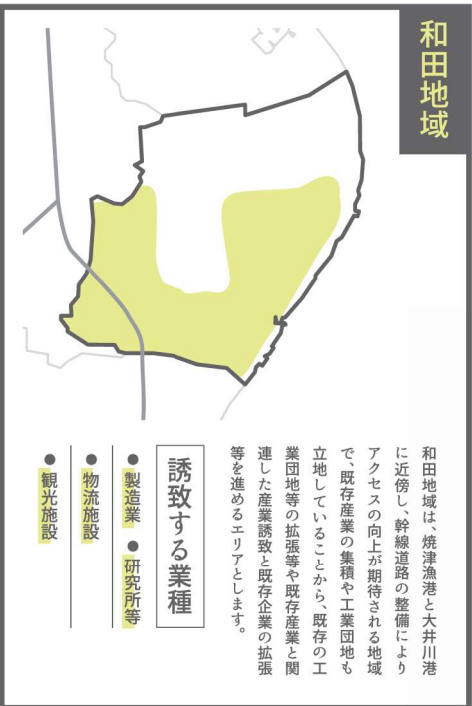 和田地域
和田地域は、焼津漁港と大井川港
に近傍し、幹線道路の整備により
アクセスの向上が期待される地域
で、既存産業の集積や工業団地も
立地していることから、既存の工
業団地等の拡張等や既存産業と関
連した産業誘致と既存企業の拡張
等を進めるエリアとします。
誘致する業種
●製造業 ●研究所等
●物流施設
●観光施設